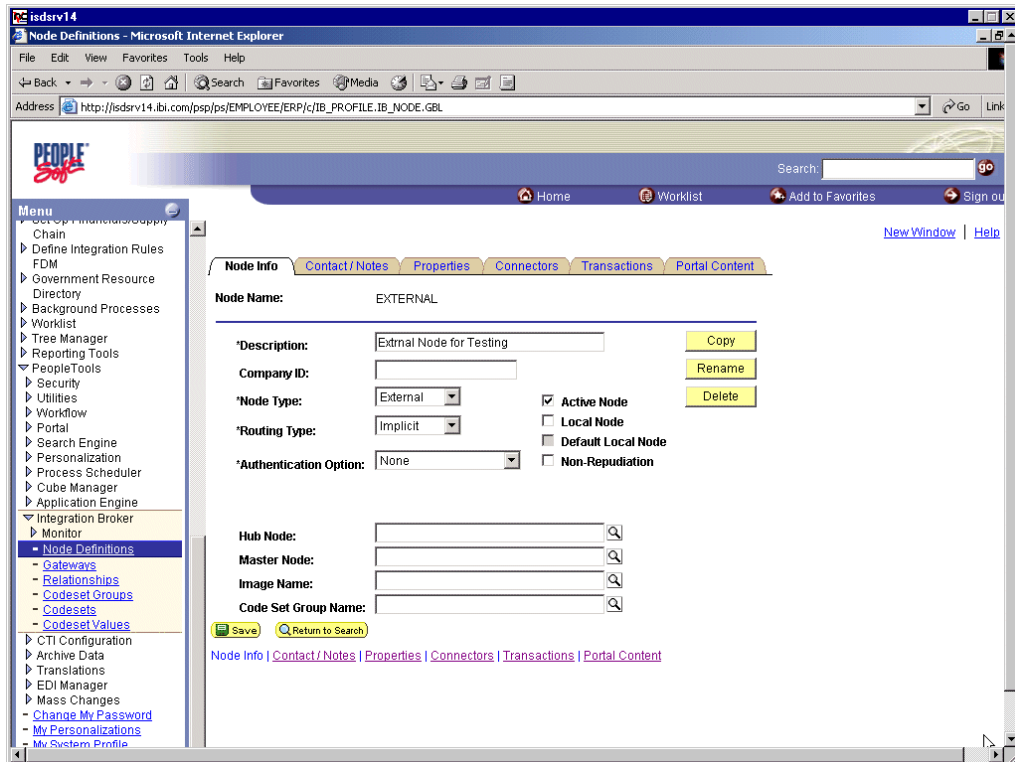 isdsrv14
Node Definitions - Microsoft Internet Explorer
File Edit View Favorites Tools Help
Back Search Favorites Media
Address http://isdsrv14.ibi.com/psp/ps/EMPLOYEE/ERP/c/IB_PROFILE.IB_NODE.GBL Go Link
PEOPLE Soft
Search: go
Home Worklist Add to Favorites Sign ou
Menu
New Window | Help
Set Up Financials/Supply
Chain
Define Integration Rules
FDM
Government Resource
Directory
Background Processes
Worklist
Tree Manager
Reporting Tools
PeopleTools
Security
Utilities
Workflow
Portal
Search Engine
Personalization
Process Scheduler
Cube Manager
Application Engine
Integration Broker
Monitor
Node Definitions
Gateways
Relationships
Codeset Groups
Codesets
Codeset Values
CTI Configuration
Archive Data
Translations
EDI Manager
Mass Changes
Change My Password
My Personalizations
My System Profile
Node Info Contact / Notes Properties Connectors Transactions Portal Content
Node Name: EXTERNAL
*Description: Extrnal Node for Testing Copy
Company ID: Rename
*Node Type: External Active Node Delete
Local Node
*Routing Type: Implicit
Default Local Node
*Authentication Option: None Non-Repudiation
Hub Node:
Master Node:
Image Name:
Code Set Group Name:
Save Return to Search
Node Info | Contact / Notes | Properties | Connectors | Transactions | Portal Content